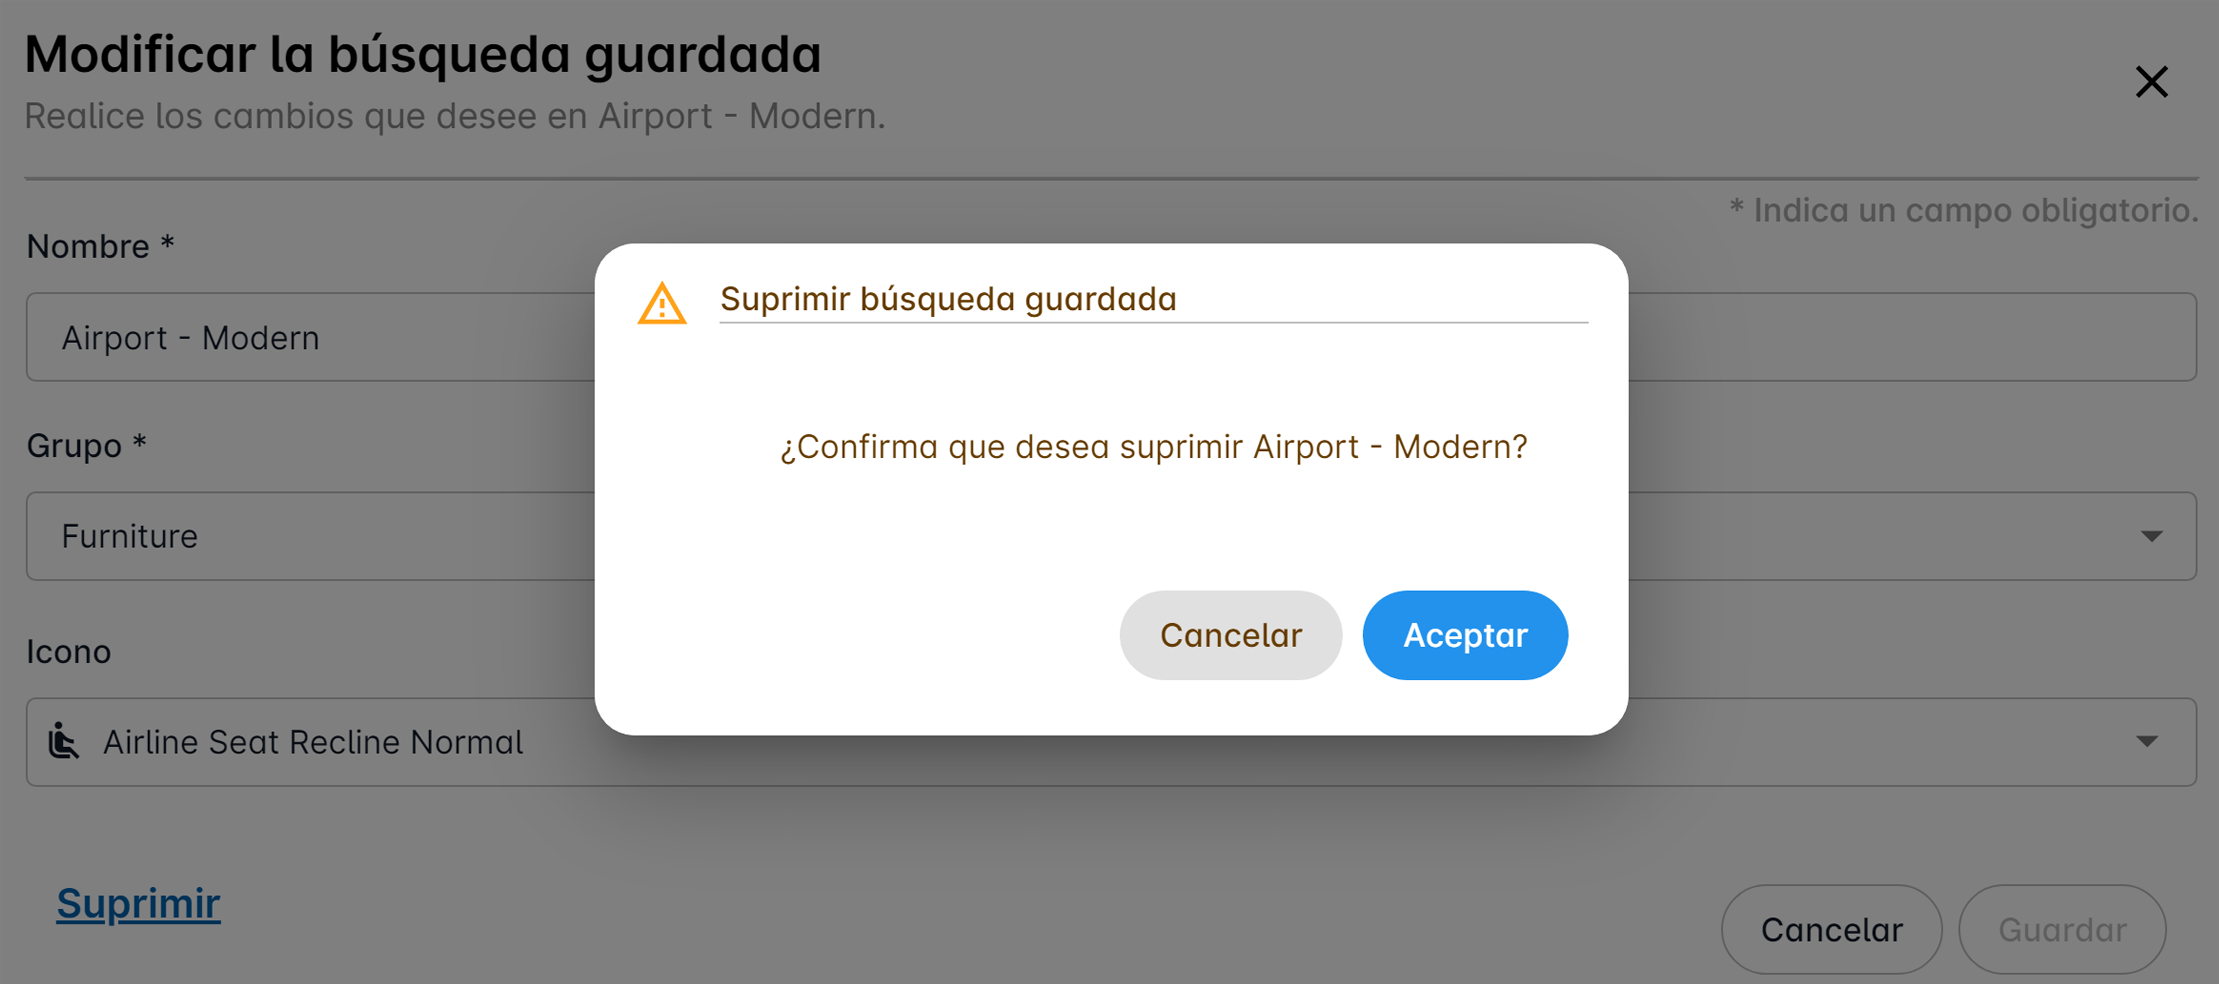 Modificar la búsqueda guardada
Realice los cambios que desee en Airport - Modern.
* Indica un campo obligatorio.
Nombre *
Airport - Modern
Grupo *
Furniture
Icono
Airline Seat Recline Normal
Suprimir búsqueda guardada
¿Confirma que desea suprimir Airport - Modern?
Cancelar
Aceptar
Suprimir
Cancelar
Guardar